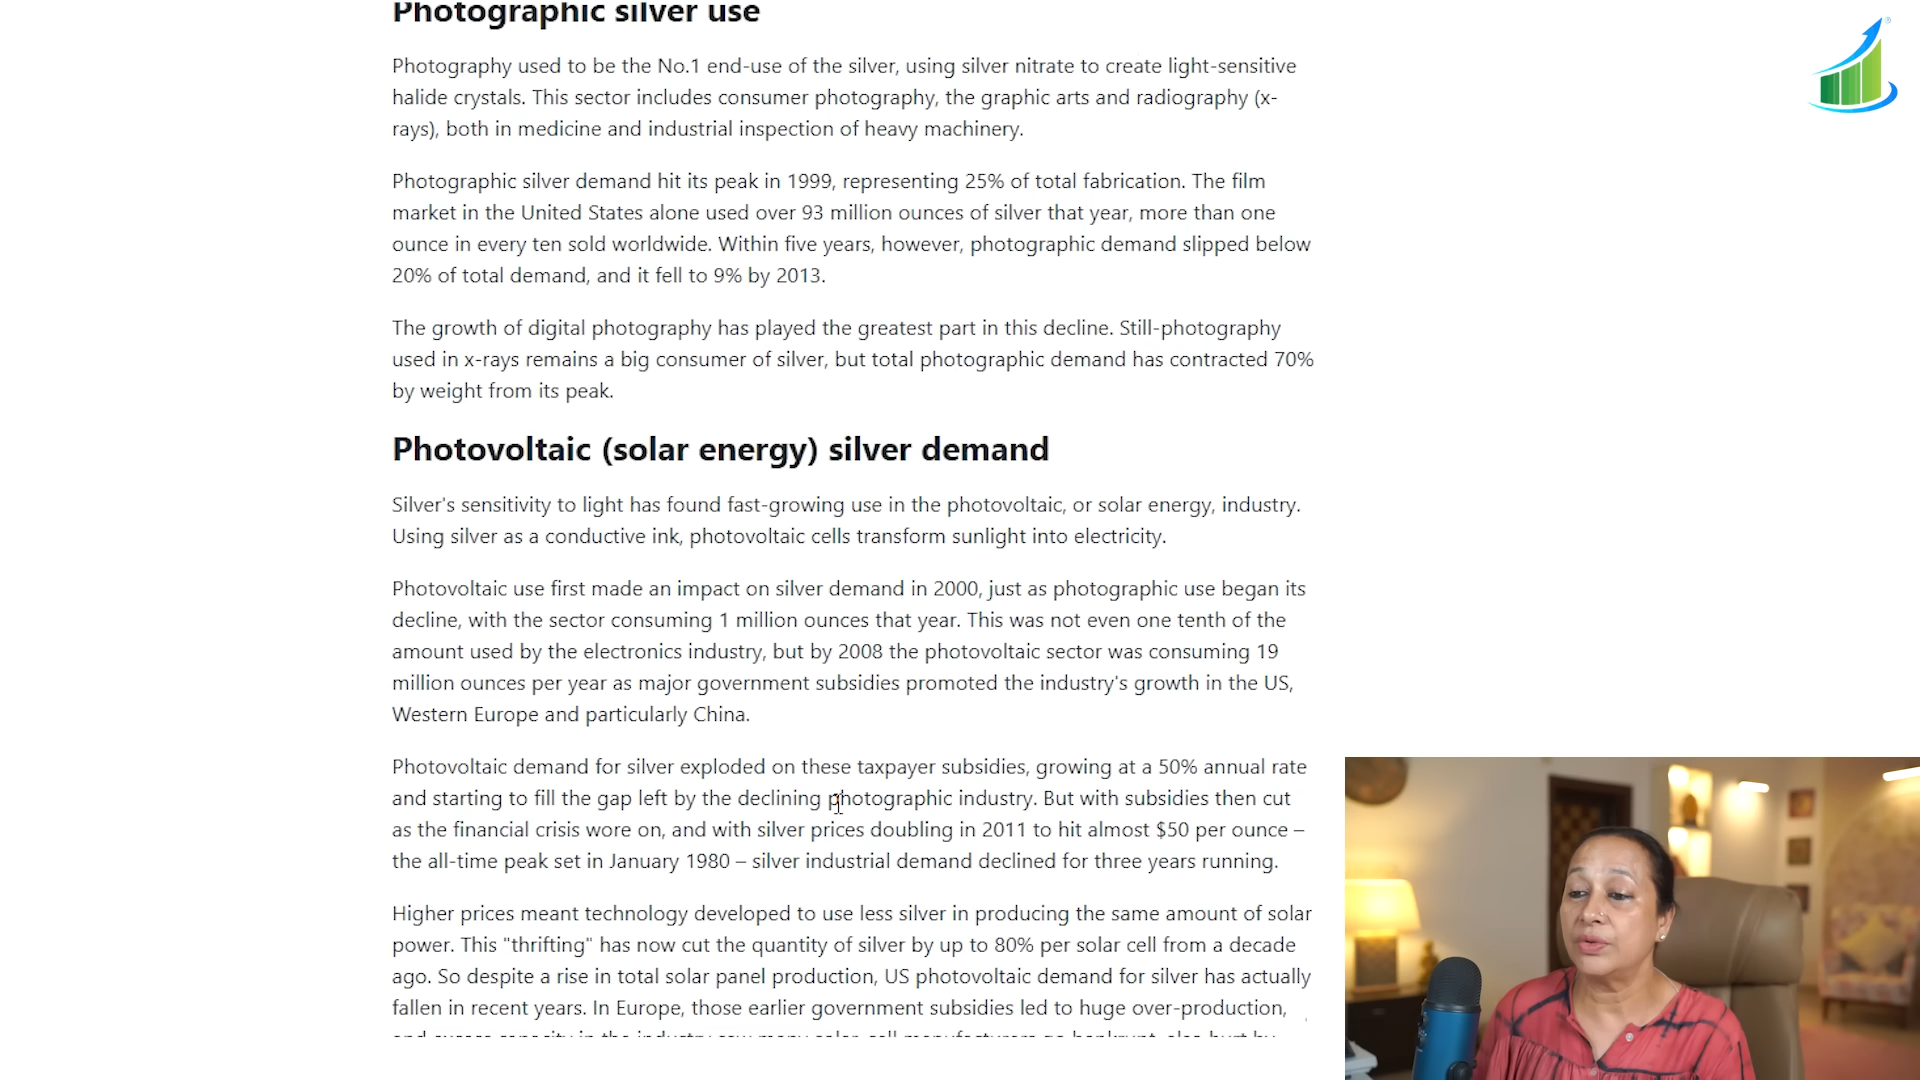 Photographic silver use
Photography used to be the No.1 end-use of the silver, using silver nitrate to create light-sensitive
halide crystals. This sector includes consumer photography, the graphic arts and radiography (x-
rays), both in medicine and industrial inspection of heavy machinery.
Photographic silver demand hit its peak in 1999, representing 25% of total fabrication. The film
market in the United States alone used over 93 million ounces of silver that year, more than one
ounce in every ten sold worldwide. Within five years, however, photographic demand slipped below
20% of total demand, and it fell to 9% by 2013.
The growth of digital photography has played the greatest part in this decline. Still-photography
used in x-rays remains a big consumer of silver, but total photographic demand has contracted 70%
by weight from its peak.
Photovoltaic (solar energy) silver demand
Silver's sensitivity to light has found fast-growing use in the photovoltaic, or solar energy, industry.
Using silver as a conductive ink, photovoltaic cells transform sunlight into electricity.
Photovoltaic use first made an impact on silver demand in 2000, just as photographic use began its
decline, with the sector consuming 1 million ounces that year. This was not even one tenth of the
amount used by the electronics industry, but by 2008 the photovoltaic sector was consuming 19
million ounces per year as major government subsidies promoted the industry's growth in the US,
Western Europe and particularly China.
Photovoltaic demand for silver exploded on these taxpayer subsidies, growing at a 50% annual rate
and starting to fill the gap left by the declining photographic industry. But with subsidies then cut
as the financial crisis wore on, and with silver prices doubling in 2011 to hit almost $50 per ounce –
the all-time peak set in January 1980 – silver industrial demand declined for three years running.
Higher prices meant technology developed to use less silver in producing the same amount of solar
power. This "thrifting" has now cut the quantity of silver by up to 80% per solar cell from a decade
ago. So despite a rise in total solar panel production, US photovoltaic demand for silver has actually
fallen in recent years. In Europe, those earlier government subsidies led to huge over-production,